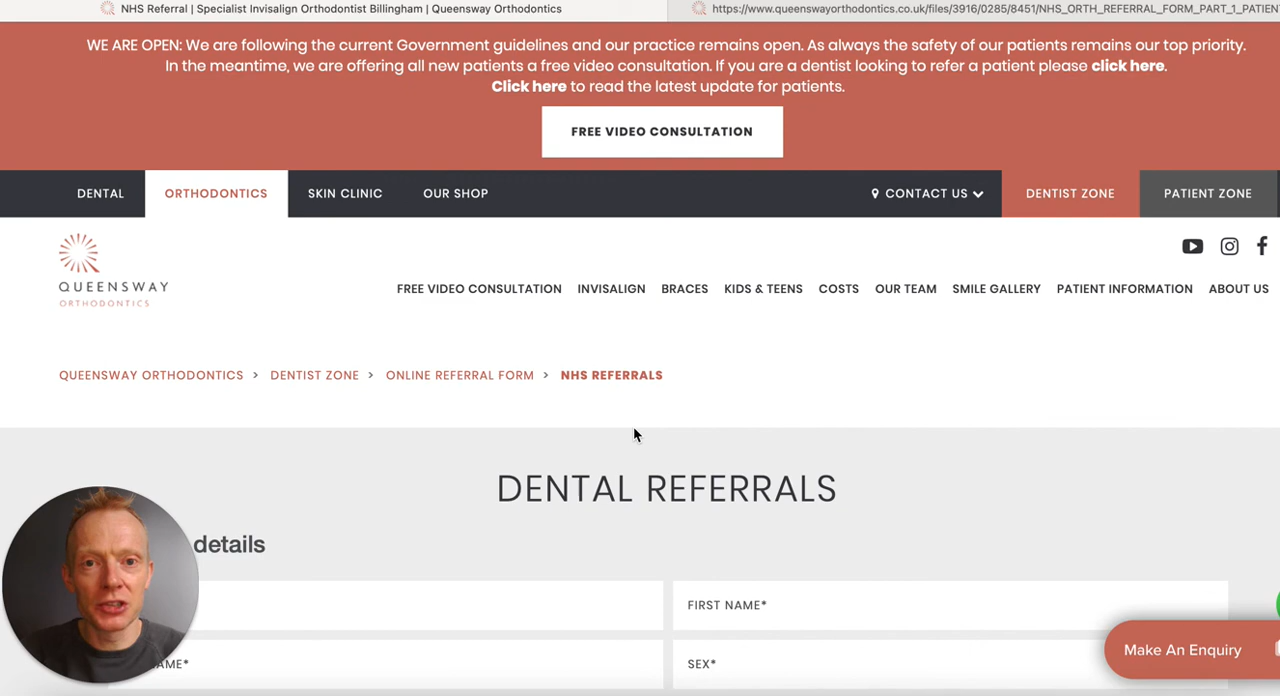 NHS Referral | Specialist Invisalign Orthodontist Billingham | Queensway Orthodontics
https://www.queenswayorthodontics.co.uk/files/3916/0285/8451/NHS_ORTH_REFERRAL_FORM_PART_1_PATIEN
WE ARE OPEN: We are following the current Government guidelines and our practice remains open. As always the safety of our patients remains our top priority.
In the meantime, we are offering all new patients a free video consultation. If you are a dentist looking to refer a patient please click here.
Click here to read the latest update for patients.
FREE VIDEO CONSULTATION
DENTAL ORTHODONTICS SKIN CLINIC OUR SHOP CONTACT US DENTIST ZONE PATIENT ZONE
QUEENSWAY
ORTHODONTICS
FREE VIDEO CONSULTATION INVISALIGN BRACES KIDS & TEENS COSTS OUR TEAM SMILE GALLERY PATIENT INFORMATION ABOUT US
QUEENSWAY ORTHODONTICS > DENTIST ZONE > ONLINE REFERRAL FORM > NHS REFERRALS
DENTAL REFERRALS
details
FIRST NAME*
AME* SEX*
Make An Enquiry